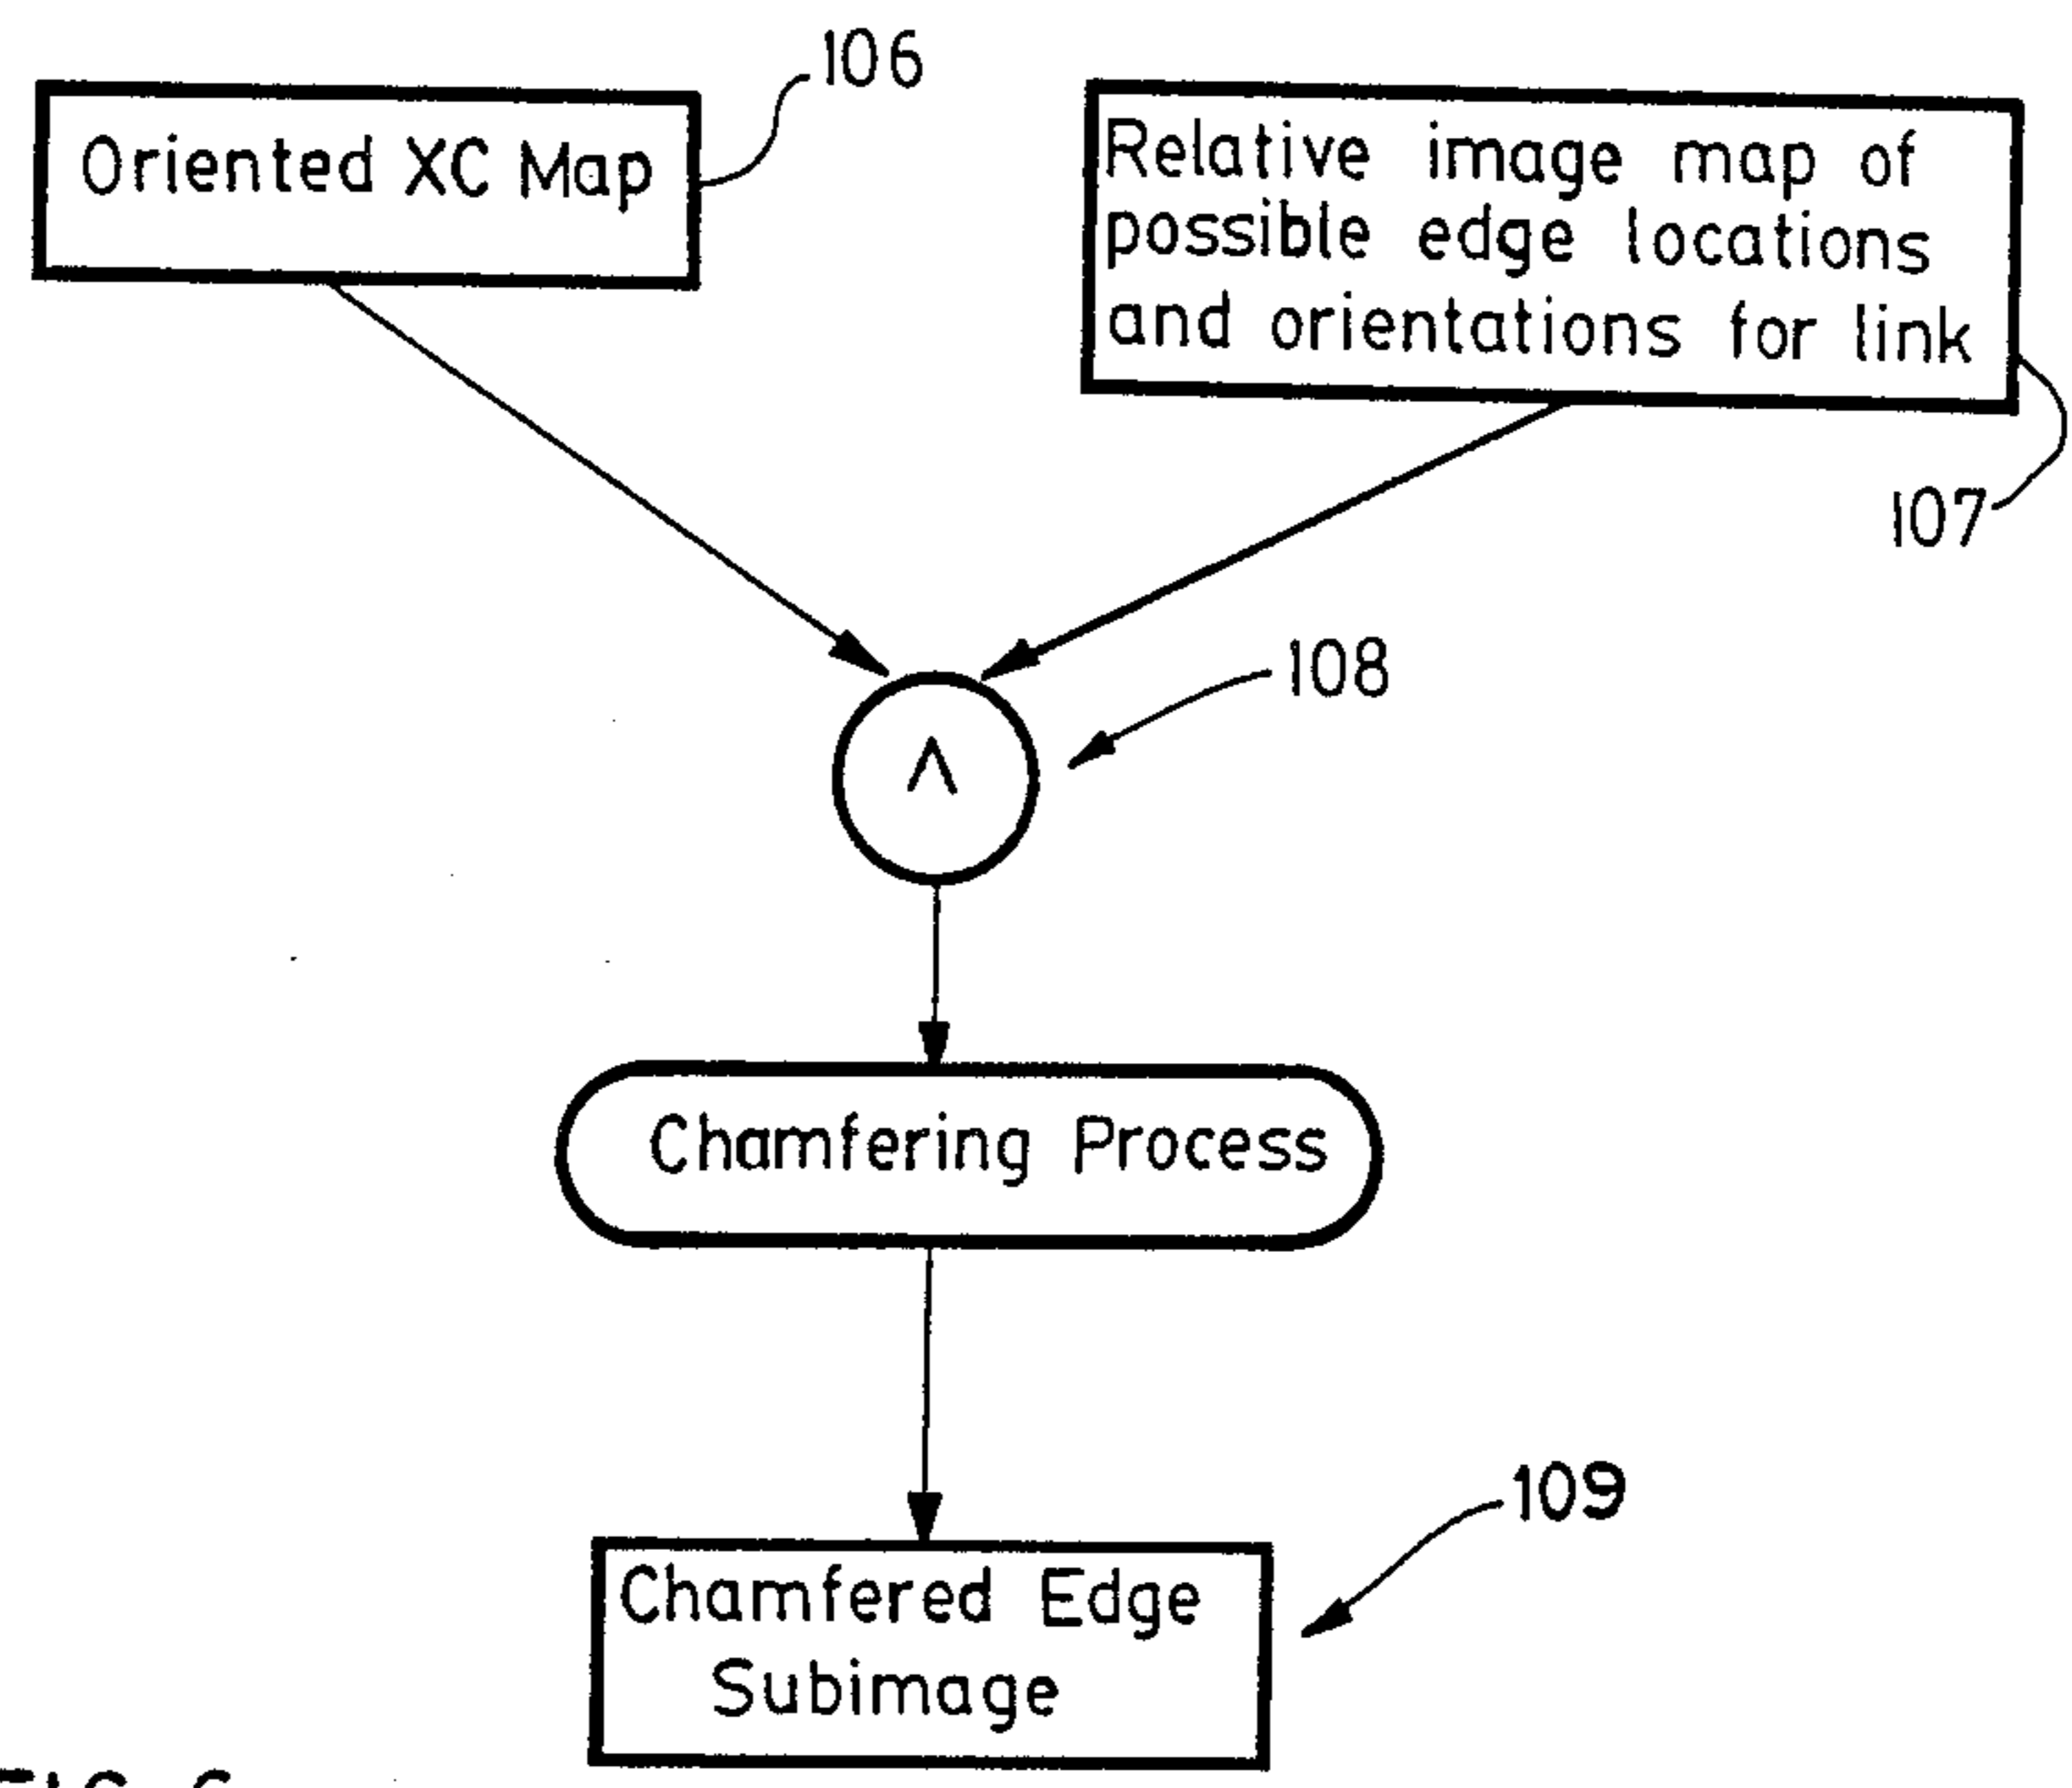 106
Oriented XC Map
Relative image map of
possible edge locations
and orientations for link
107
108
^
Chamfering Process
109
Chamfered Edge
Subimage